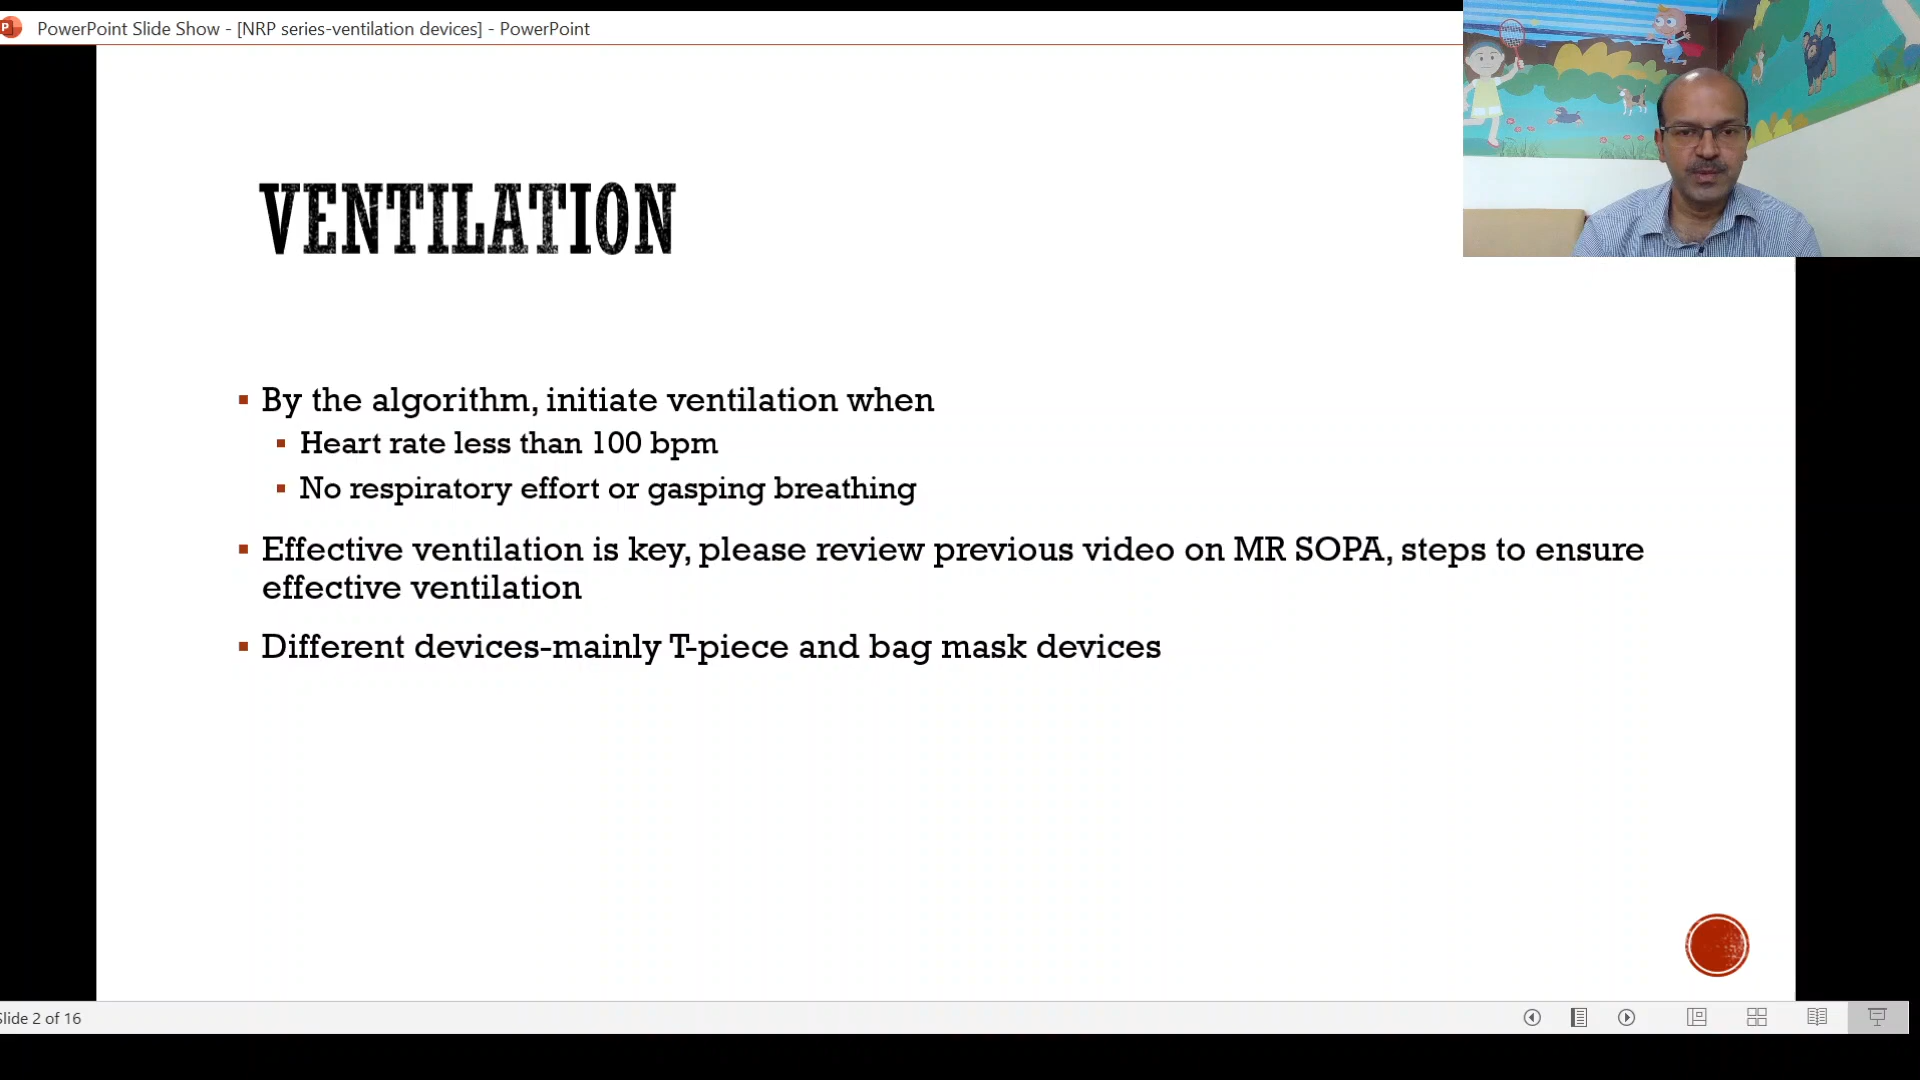 PowerPoint Slide Show - [NRP series-ventilation devices] - PowerPoint
VENTILATION
By the algorithm, initiate ventilation when
Heart rate less than 100 bpm
No respiratory effort or gasping breathing
Effective ventilation is key, please review previous video on MR SOPA, steps to ensure
effective ventilation
Different devices-mainly T-piece and bag mask devices
Slide 2 of 16